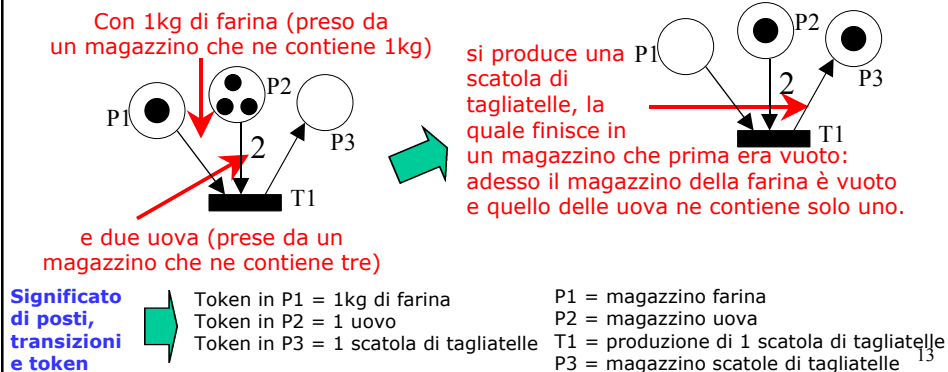 Con 1kg di farina (preso da
un magazzino che ne contiene 1kg)
P1
P2
P3
2
T1
e due uova (prese da un
magazzino che ne contiene tre)
P1
P2
P3
2
T1
si produce una
scatola di
tagliatelle, la
quale finisce in
un magazzino che prima era vuoto:
adesso il magazzino della farina è vuoto
e quello delle uova ne contiene solo uno.
Significato
di posti,
transizioni
e token
Token in P1 = 1kg di farina
Token in P2 = 1 uovo
Token in P3 = 1 scatola di tagliatelle
P1 = magazzino farina
P2 = magazzino uova
T1 = produzione di 1 scatola di tagliatelle
P3 = magazzino scatole di tagliatelle
13